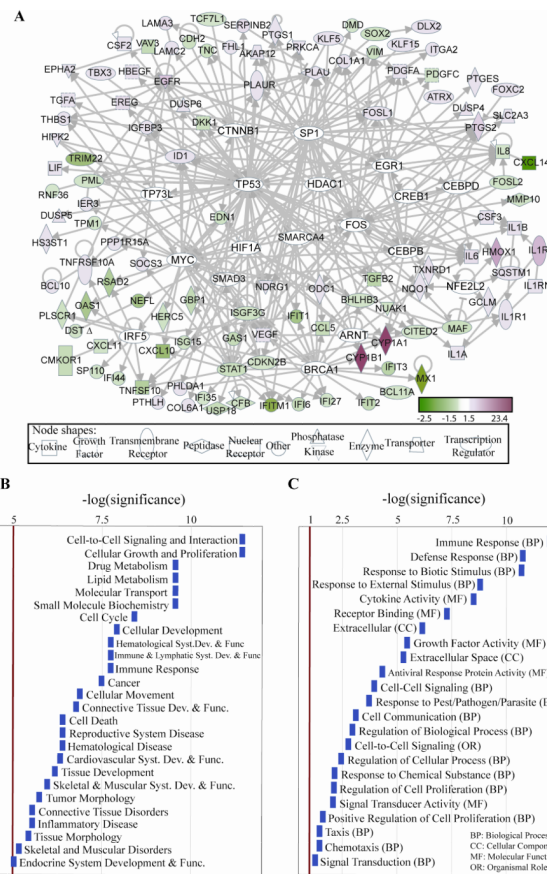 A
LAMA3
TCF7L1
SERPINB2
DMD
SOX2
DLX2
CSF2
VAV3
CDH2
TNC
FHL1
PTGS1
AKAP12
PRKCA
KLF5
VIM
KLF15
ITGA2
LAMC2
COL1A1
EPHA2
TBX3
HBEGF
EGFR
PLAUR
PLAU
PDGFA
PDGFC
PTGES
FOXC2
TGFA
EREG
DUSP6
FOSL1
ATRX
DUSP4
SLC2A3
THBS1
IGFBP3
DKK1
CTNNB1
SP1
PTGS2
HIPK2
TRIM22
ID1
EGR1
IL8
CXCL14
LIF
PML
TP53
HDAC1
CEBPD
FOSL2
RNF36
IER3
TP73L
CREB1
MMP10
DUSP5
TPM1
EDN1
FOS
CSF3
IL1B
HS3ST1
PPP1R15A
HIF1A
SMARCA4
CEBPB
IL6
HMOX1
TNFRSF10A
SOCS3
MYC
TXNRD1
SQSTM1
BCL10
RSAD2
SMAD3
NDRG1
ODC1
TGFB2
NQO1
NFE2L2
IL1RN
OAS1
NEFL
GBP1
BHLHB3
GCLM
PLSCR1
HERC5
ISGF3G
IFIT1
NUAK1
IL1R1
DST Δ
IRF5
ISG15
GAS1
VEGF
CCL5
ARNT
CITED2
MAF
CXCL11
CXCL10
CYP1A1
IL1A
CMKOR1
STAT1
CDKN2B
BRCA1
CYP1B1
SP110
IFI44
IFIT3
MX1
TNFSF10
PHLDA1
IFI35
BCL11A
PTHLH
COL6A1
USP18
CFB
IFITM1
IFI6
IFI27
IFIT2
-2.5 -1.5 1.5 23.4
Node shapes:
Cytokine
Growth Factor
Transmembrane Receptor
Peptidase
Nuclear Receptor
Other
Phosphatase
Kinase
Enzyme
Transporter
Transcription Regulator
B
-log(significance)
5 7.5 10
Cell-to-Cell Signaling and Interaction
Cellular Growth and Proliferation
Drug Metabolism
Lipid Metabolism
Molecular Transport
Small Molecule Biochemistry
Cell Cycle
Cellular Development
Hematological Syst.Dev. & Func
Immune & Lymphatic Syst. Dev. & Func
Immune Response
Cancer
Cellular Movement
Connective Tissue Dev. & Func.
Cell Death
Reproductive System Disease
Hematological Disease
Cardiovascular Syst. Dev. & Func
Tissue Development
Skeletal & Muscular Syst. Dev. & Func.
Tumor Morphology
Connective Tissue Disorders
Inflammatory Disease
Tissue Morphology
Skeletal and Muscular Disorders
Endocrine System Development & Func.
C
-log(significance)
1 2.5 5 7.5 10
Immune Response (BP)
Defense Response (BP)
Response to Biotic Stimulus (BP)
Response to External Stimulus (BP)
Cytokine Activity (MF)
Receptor Binding (MF)
Extracellular (CC)
Growth Factor Activity (MF)
Extracellular Space (CC)
Antiviral Response Protein Activity (MF)
Cell-Cell Signaling (BP)
Response to Pest/Pathogen/Parasite (B
Cell Communication (BP)
Regulation of Biological Process (BP)
Cell-to-Cell Signaling (OR)
Regulation of Cellular Process (BP)
Response to Chemical Substance (BP)
Regulation of Cell Proliferation (BP)
Signal Transducer Activity (MF)
Positive Regulation of Cell Proliferation (BP)
Taxis (BP)
Chemotaxis (BP)
Signal Transduction (BP)
BP: Biological Proces
CC: Cellular Compon
MF: Molecular Funct
OR: Organismal Role